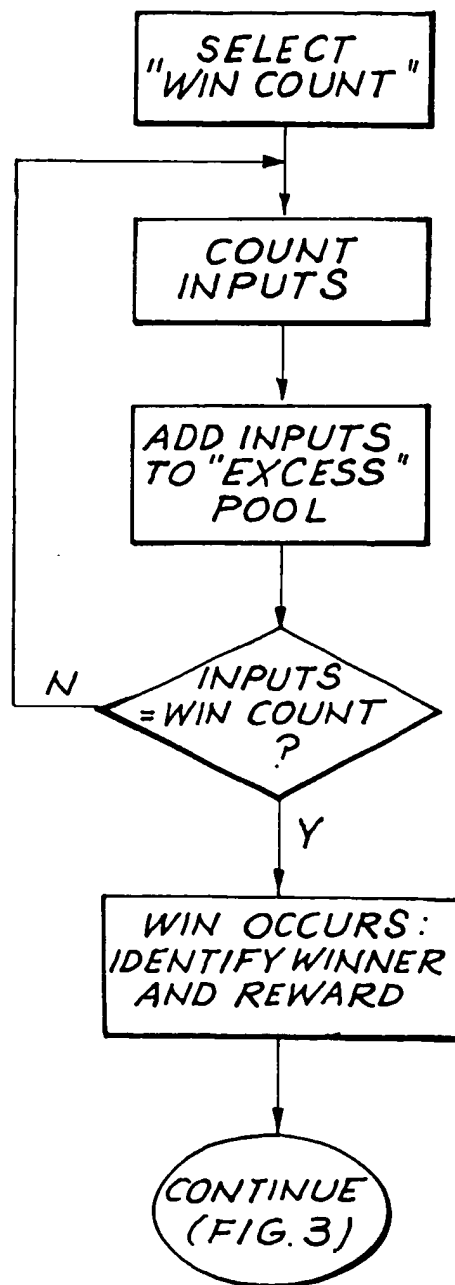 SELECT
"WIN COUNT"
COUNT
INPUTS
ADD INPUTS
TO "EXCESS"
POOL
INPUTS
= WIN COUNT
?
N
Y
WIN OCCURS:
IDENTIFY WINNER
AND REWARD
CONTINUE
(FIG. 3)